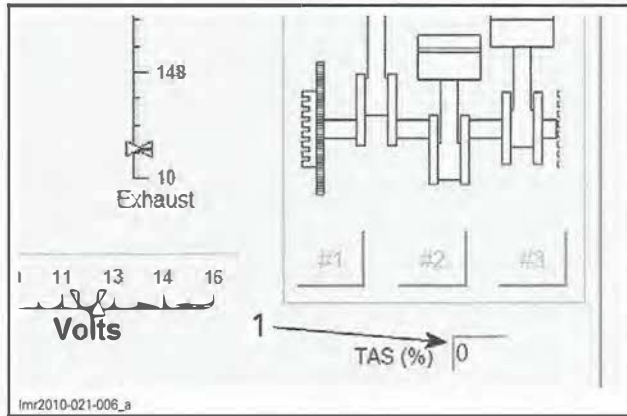 148
10
Exhaust
11 13 14 16
Volts
#1 #2 #3
1
TAS (%) 0
lmr2010-021-006_a